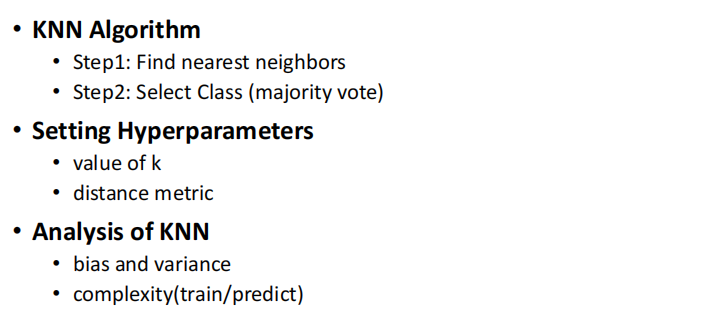 • KNN Algorithm
• Step1: Find nearest neighbors
• Step2: Select Class (majority vote)
• Setting Hyperparameters
• value of k
• distance metric
• Analysis of KNN
• bias and variance
• complexity(train/predict)